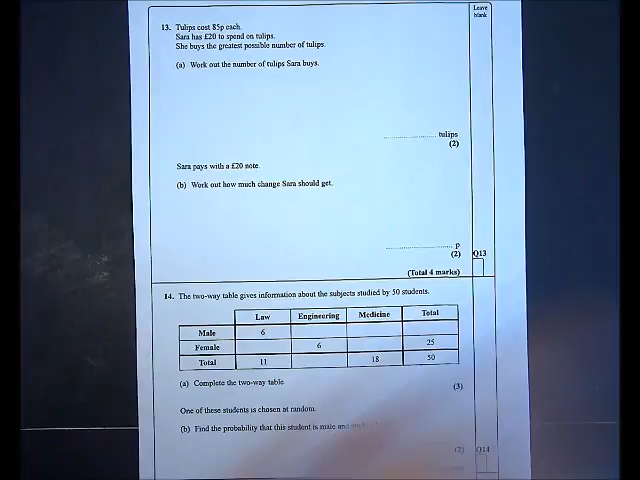 Leave
blank
13. Tulips cost 85p each.
Sara has £20 to spend on tulips.
She buys the greatest possible number of tulips.
(a) Work out the number of tulips Sara buys.
.................... tulips
(2)
Sara pays with a £20 note.
(b) Work out how much change Sara should get.
......................... p
(2) Q13
(Total 4 marks)
14. The two-way table gives information about the subjects studied by 50 students.
Law Engineering Medicine Total
Male 6
Female 6 25
Total 11 18 50
(a) Complete the two-way table.
(3)
One of these students is chosen at random.
(b) Find the probability that this student is male and
(2) Q14